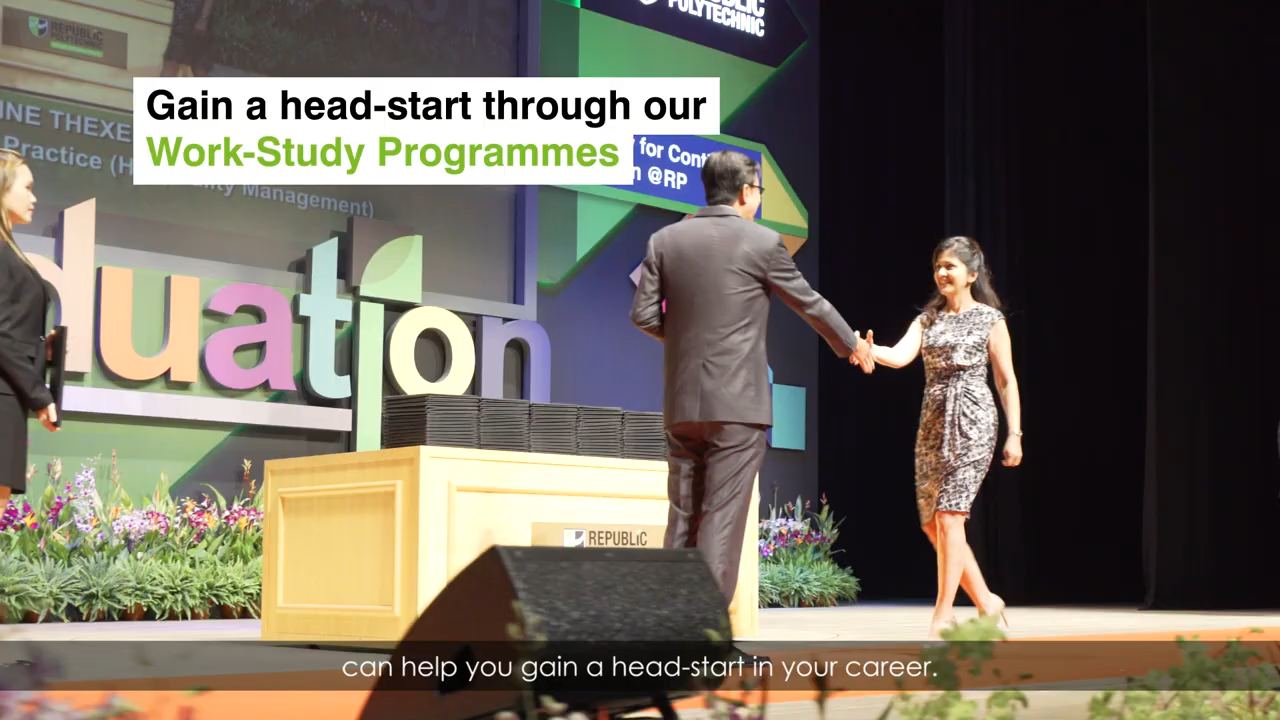 REPUBLIC
POLYTECHNIC
POLYTECHNIC
Gain a head-start through our
Work-Study Programmes
Practice (
Management)
for
@RP
duation
REPUBLIC
can help you gain a head-start in your career.